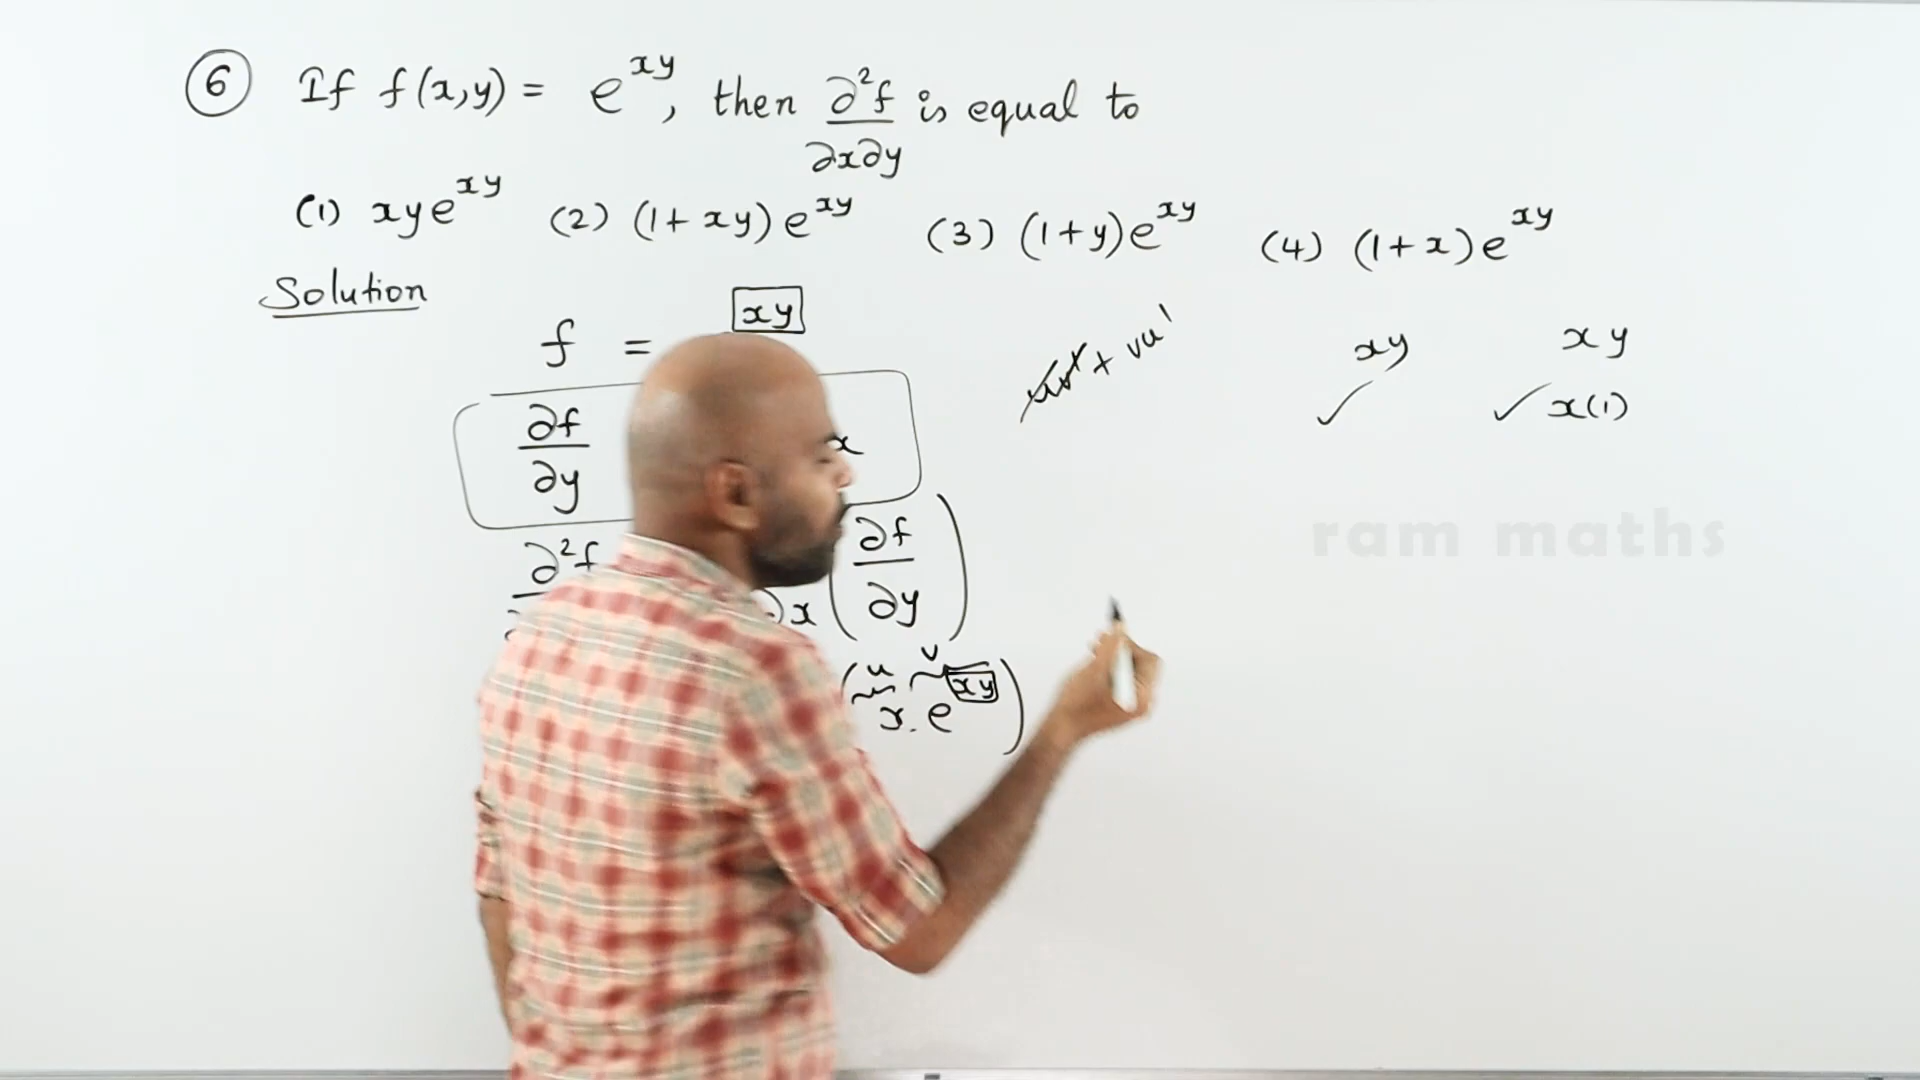 6 If f(x,y) = e^{xy}, then ∂²f/∂x∂y is equal to
(1) xye^{xy} (2) (1+xy)e^{xy} (3) (1+y)e^{xy} (4) (1+x)e^{xy}
Solution
f = xy
+ vu'
xy xy
✓ ✓ x(1)
∂f/∂y x
ram maths
∂²f
∂x (∂f/∂y)
u v
(x.e^{xy})